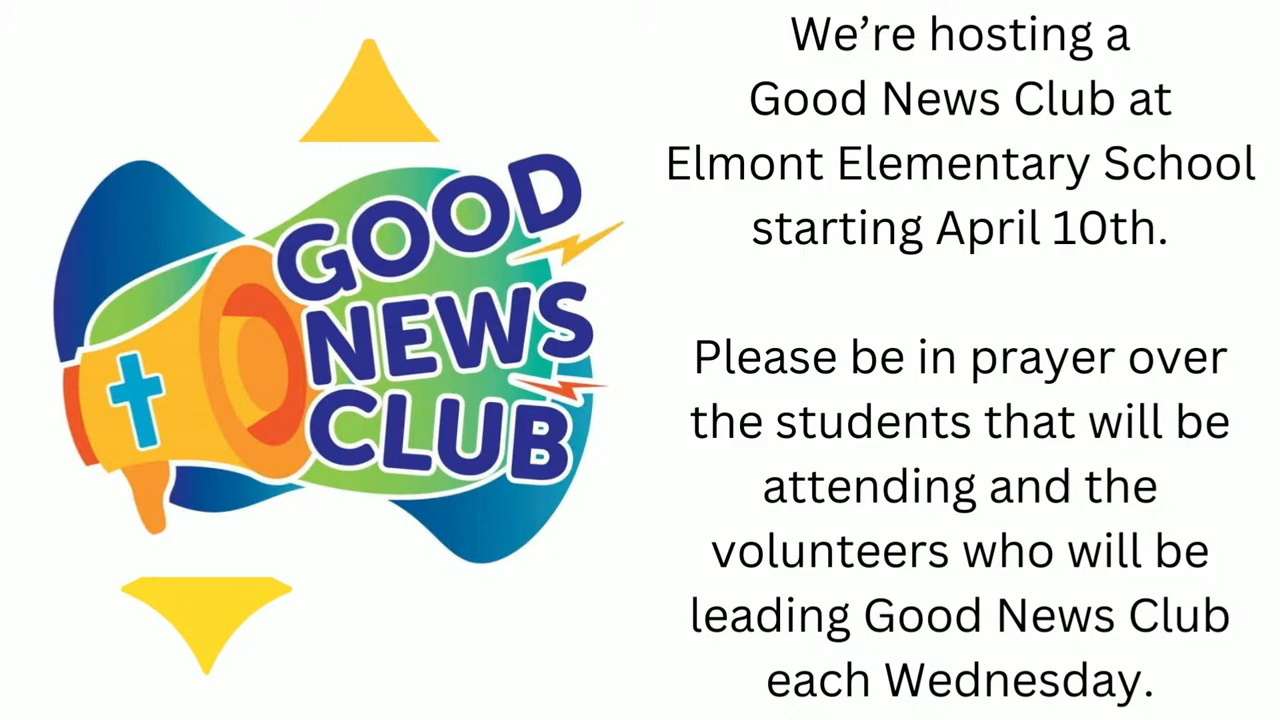 GOOD
NEWS
CLUB
We’re hosting a
Good News Club at
Elmont Elementary School
starting April 10th.
Please be in prayer over
the students that will be
attending and the
volunteers who will be
leading Good News Club
each Wednesday.